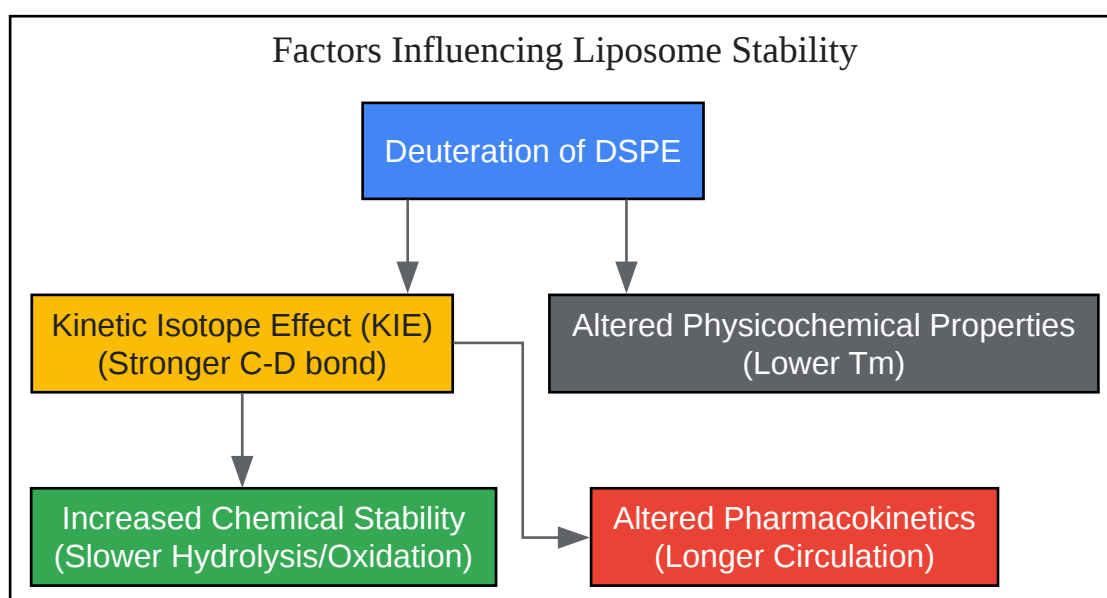 Factors Influencing Liposome Stability
Deuteration of DSPE
Kinetic Isotope Effect (KIE)
(Stronger C-D bond)
Altered Physicochemical Properties
(Lower Tm)
Increased Chemical Stability
(Slower Hydrolysis/Oxidation)
Altered Pharmacokinetics
(Longer Circulation)